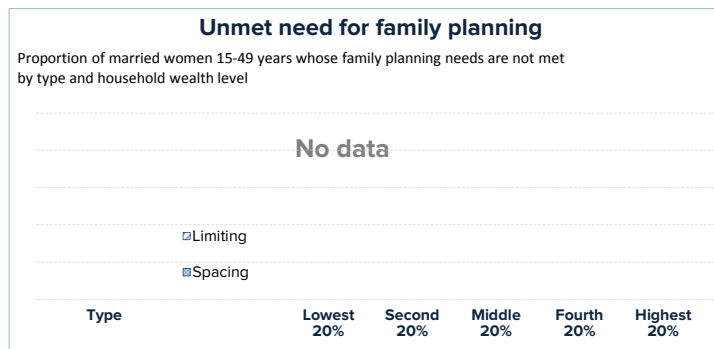 Unmet need for family planning
Proportion of married women 15-49 years whose family planning needs are not met
by type and household wealth level
No data
Limiting
Spacing
Type Lowest Second Middle Fourth Highest
20% 20% 20% 20% 20%